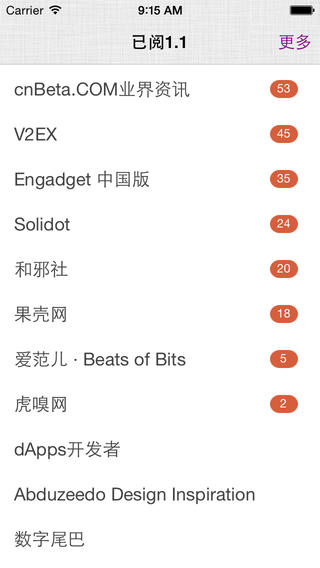 Carrier 9:15 AM
已阅1.1 更多
cnBeta.COM业界资讯 53
V2EX 45
Engadget 中国版 35
Solidot 24
和邪社 20
果壳网 18
爱范儿 · Beats of Bits 5
虎嗅网 2
dApps开发者
Abduzeedo Design Inspiration
数字尾巴